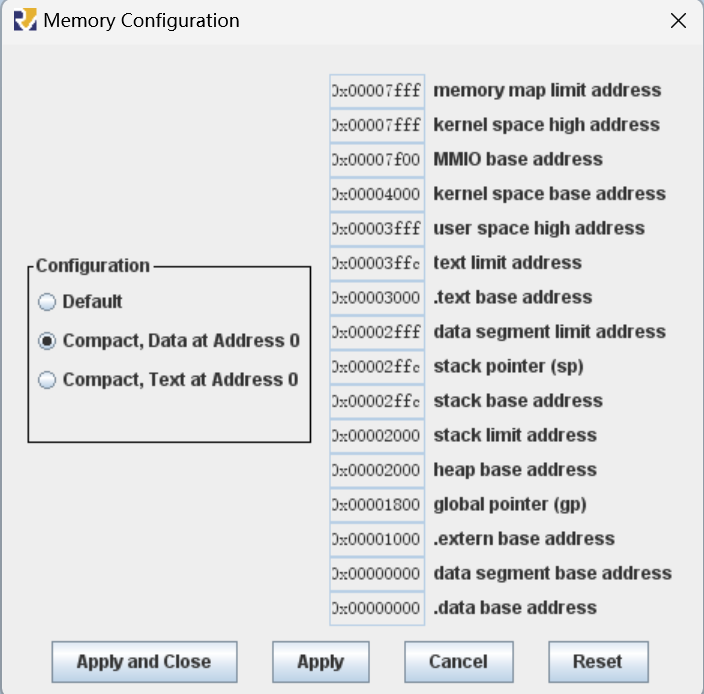 Memory Configuration
0x00007fff memory map limit address
0x00007fff kernel space high address
0x00007f00 MMIO base address
0x00004000 kernel space base address
0x00003fff user space high address
0x00003ffc text limit address
0x00003000 .text base address
0x00002fff data segment limit address
0x00002ffc stack pointer (sp)
0x00002ffc stack base address
0x00002000 stack limit address
0x00002000 heap base address
0x00001800 global pointer (gp)
0x00001000 .extern base address
0x00000000 data segment base address
0x00000000 .data base address
Configuration
Default
Compact, Data at Address 0
Compact, Text at Address 0
Apply and Close
Apply
Cancel
Reset